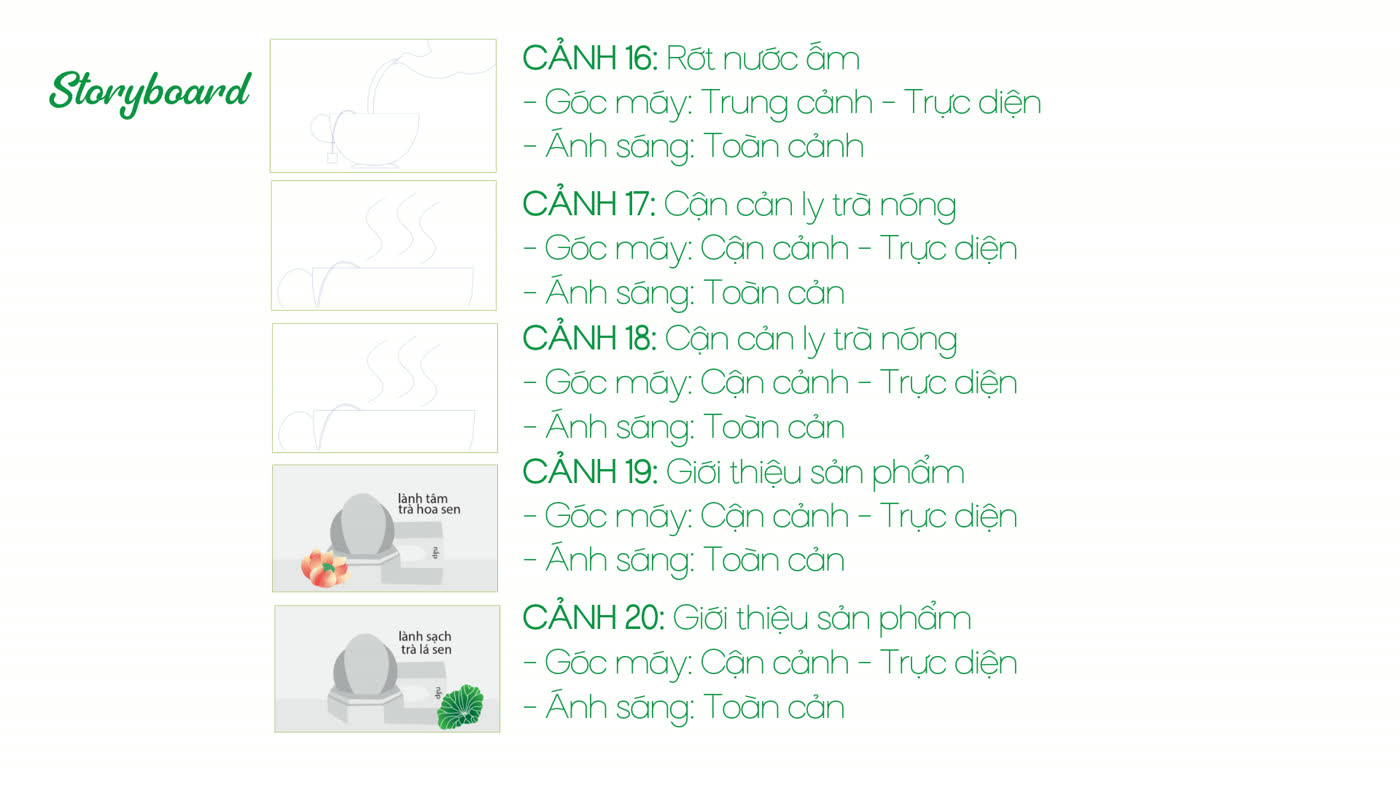 Storyboard
CẢNH 16: Rớt nước ấm
- Góc máy: Trung cảnh - Trực diện
- Ánh sáng: Toàn cảnh
CẢNH 17: Cận cản ly trà nóng
- Góc máy: Cận cảnh - Trực diện
- Ánh sáng: Toàn cản
CẢNH 18: Cận cản ly trà nóng
- Góc máy: Cận cảnh - Trực diện
- Ánh sáng: Toàn cản
lành tâm
trà hoa sen
nắp
CẢNH 19: Giới thiệu sản phẩm
- Góc máy: Cận cảnh - Trực diện
- Ánh sáng: Toàn cản
lành sạch
trà lá sen
nắp
CẢNH 20: Giới thiệu sản phẩm
- Góc máy: Cận cảnh - Trực diện
- Ánh sáng: Toàn cản